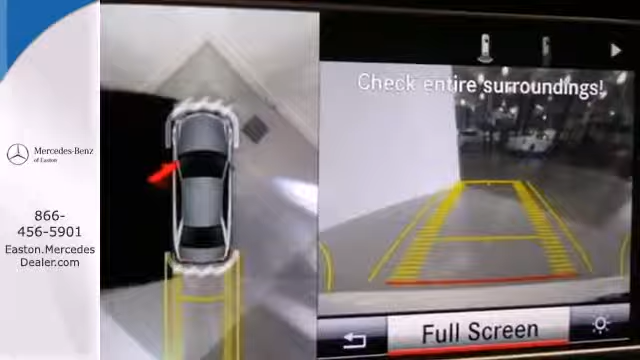 Mercedes-Benz
of Easton
866-
456-5901
Easton.Mercedes
Dealer.com
Check entire surroundings!
Full Screen